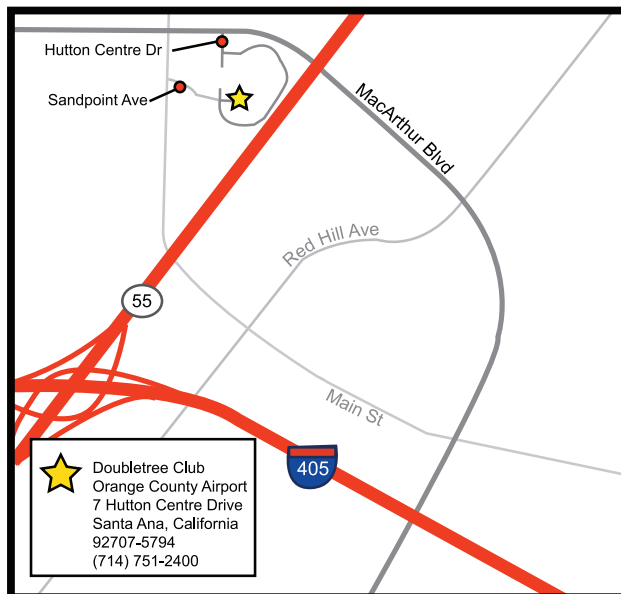 Hutton Centre Dr
Sandpoint Ave
MacArthur Blvd
Red Hill Ave
55
Main St
405
Doubletree Club
Orange County Airport
7 Hutton Centre Drive
Santa Ana, California
92707-5794
(714) 751-2400